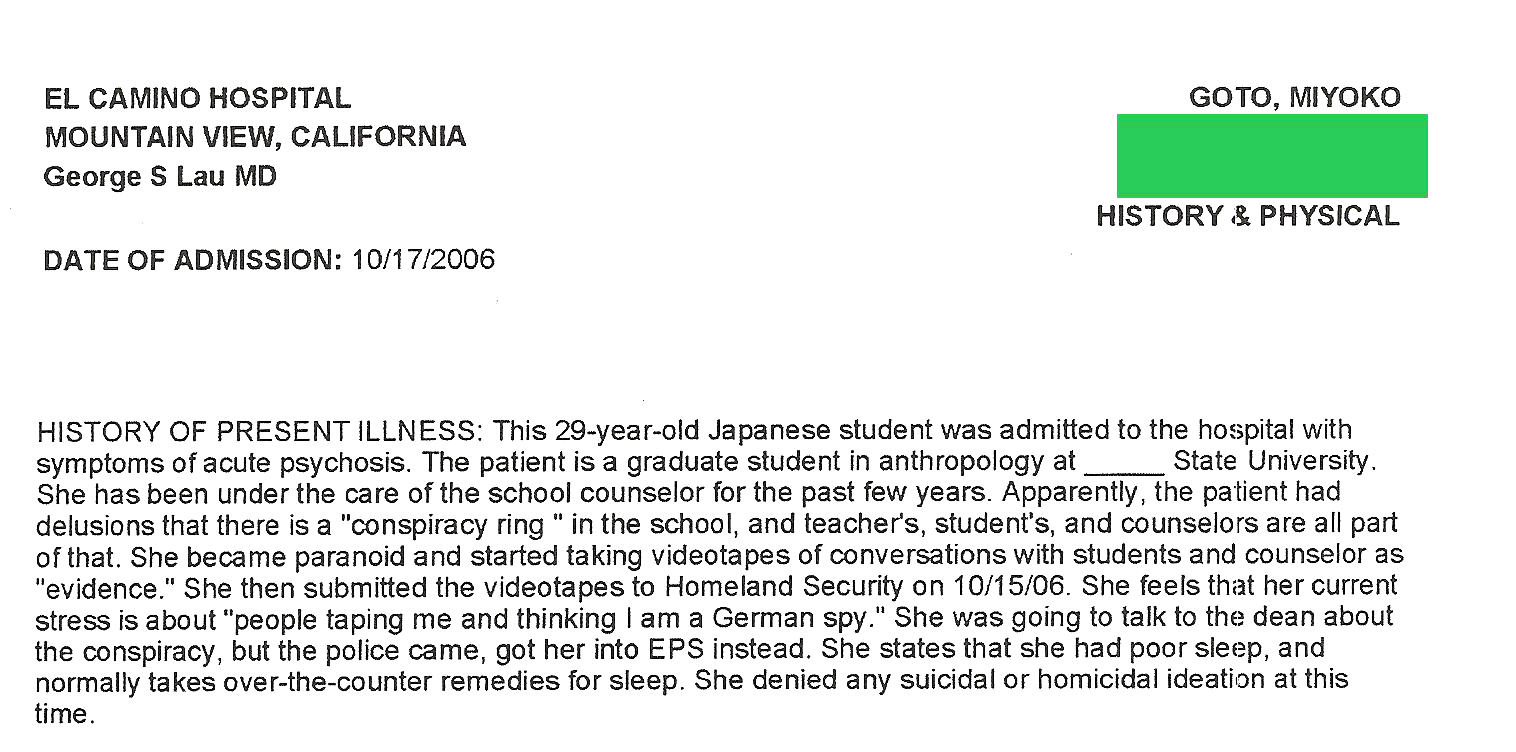 EL CAMINO HOSPITAL
MOUNTAIN VIEW, CALIFORNIA
George S Lau MD
GOTO, MIYOKO
HISTORY & PHYSICAL
DATE OF ADMISSION: 10/17/2006
HISTORY OF PRESENT ILLNESS: This 29-year-old Japanese student was admitted to the hospital with
symptoms of acute psychosis. The patient is a graduate student in anthropology at ______ State University.
She has been under the care of the school counselor for the past few years. Apparently, the patient had
delusions that there is a "conspiracy ring " in the school, and teacher's, student's, and counselors are all part
of that. She became paranoid and started taking videotapes of conversations with students and counselor as
"evidence." She then submitted the videotapes to Homeland Security on 10/15/06. She feels that her current
stress is about "people taping me and thinking I am a German spy." She was going to talk to the dean about
the conspiracy, but the police came, got her into EPS instead. She states that she had poor sleep, and
normally takes over-the-counter remedies for sleep. She denied any suicidal or homicidal ideation at this
time.